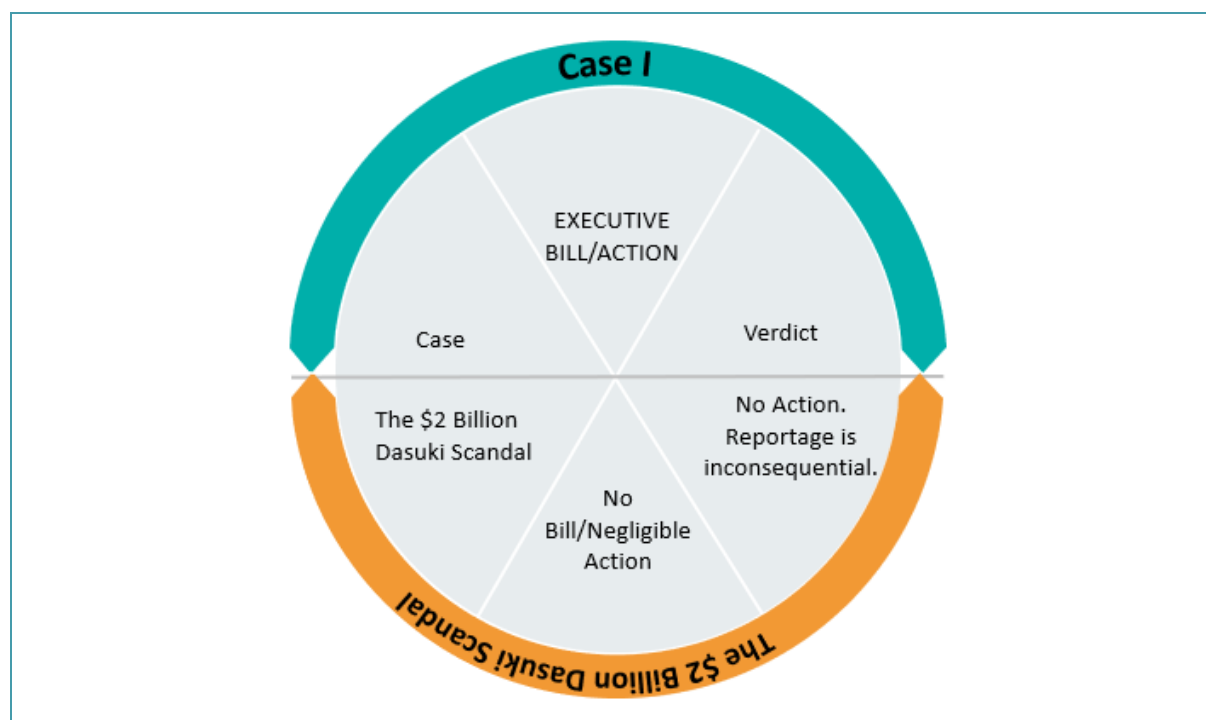 Case I
EXECUTIVE
BILL/ACTION
Case
Verdict
The $2 Billion
Dasuki Scandal
No Action.
Reportage is
inconsequential.
No
Bill/Negligible
Action
The $2 Billion Dasuki Scandal